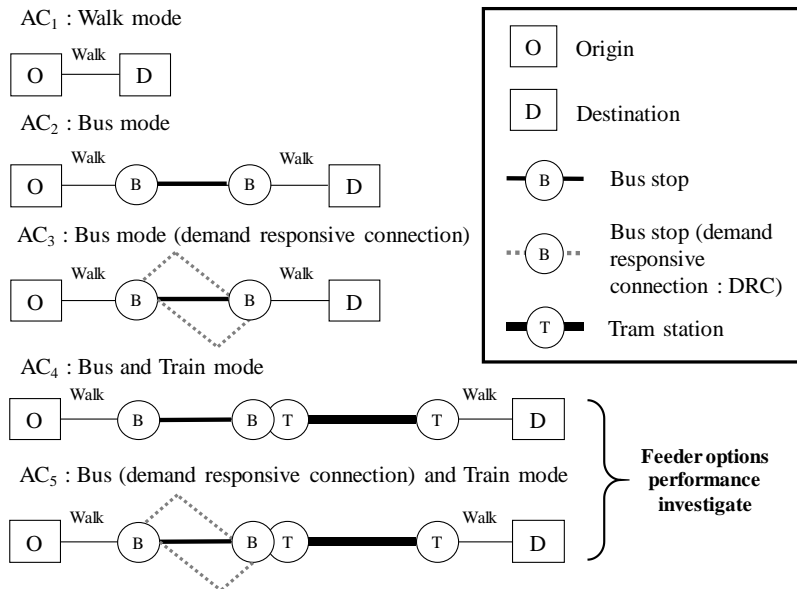 AC1 : Walk mode
Walk
O D
AC2 : Bus mode
Walk Walk
O B B D
AC3 : Bus mode (demand responsive connection)
Walk Walk
O B B D
AC4 : Bus and Train mode
Walk Walk
O B B T T D
AC5 : Bus (demand responsive connection) and Train mode
Walk Walk
O B B T T D
O Origin
D Destination
B Bus stop
B Bus stop (demand
responsive
connection : DRC)
T Tram station
Feeder options
performance
investigate